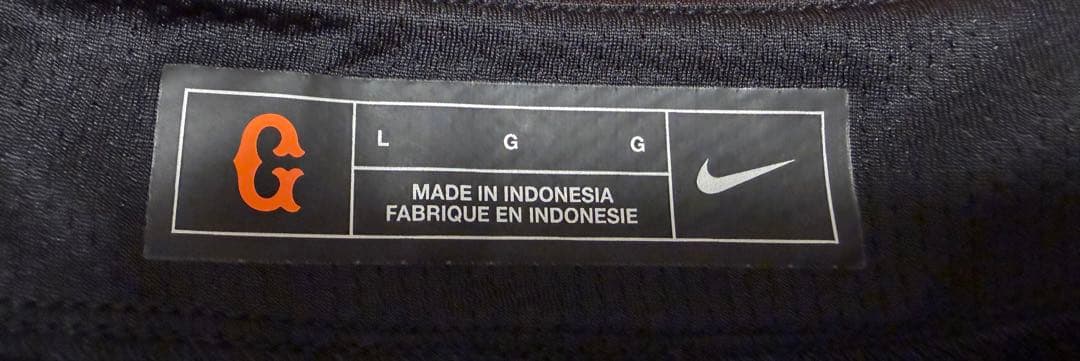 G
L G G
MADE IN INDONESIA
FABRIQUE EN INDONESIE